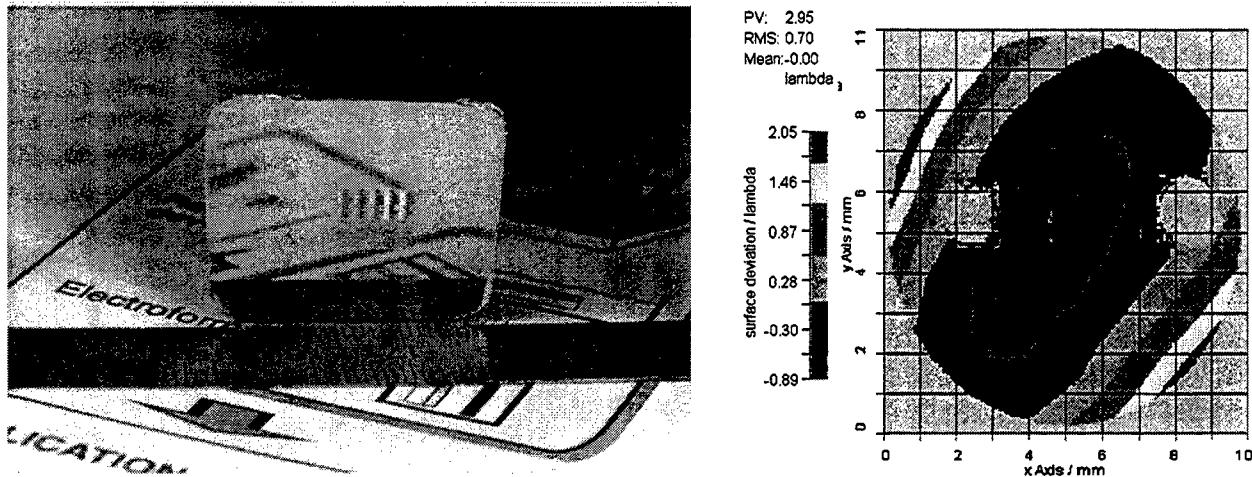 Electrofor
LICATION
PV: 2.95
RMS: 0.70
Mean:-0.00
lambda
surface deviation / lambda
2.05
1.46
0.87
0.28
-0.30
-0.89
y Axis / mm
11
8
6
4
2
0
0 2 4 6 8 10
x Axis / mm